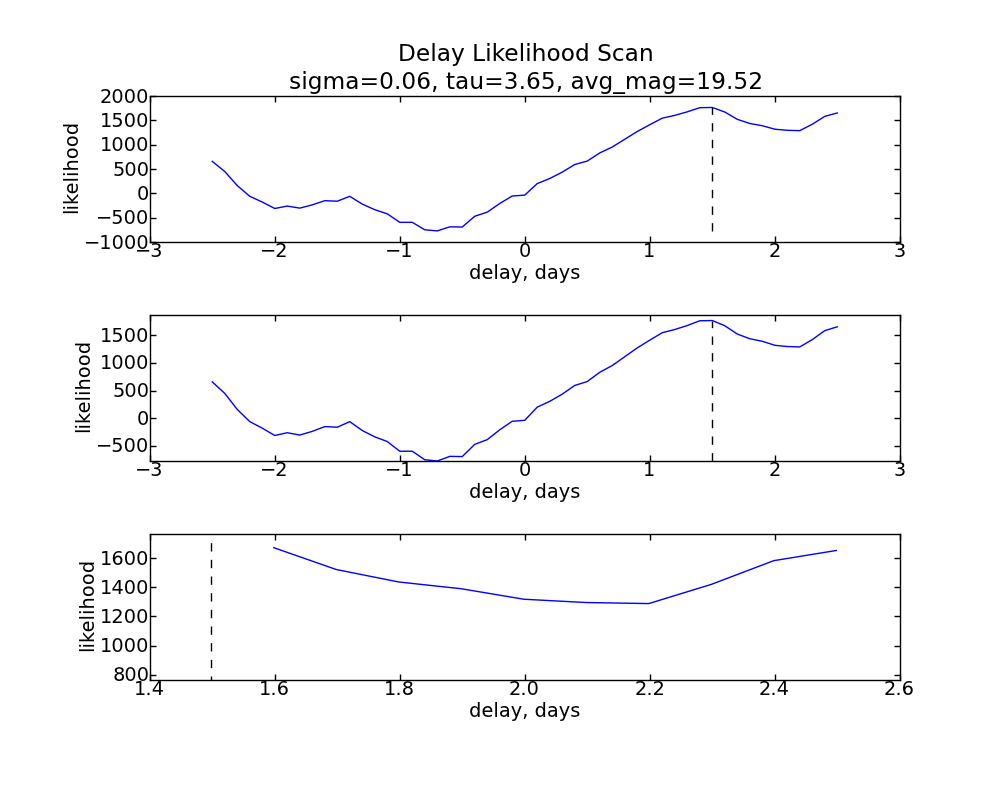 Delay Likelihood Scan
sigma=0.06, tau=3.65, avg_mag=19.52
2000
1500
1000
500
0
−500
−1000
likelihood
−3 −2 −1 0 1 2 3
delay, days
1500
1000
500
0
−500
likelihood
−3 −2 −1 0 1 2 3
delay, days
1600
1400
1200
1000
800
likelihood
1.4 1.6 1.8 2.0 2.2 2.4 2.6
delay, days